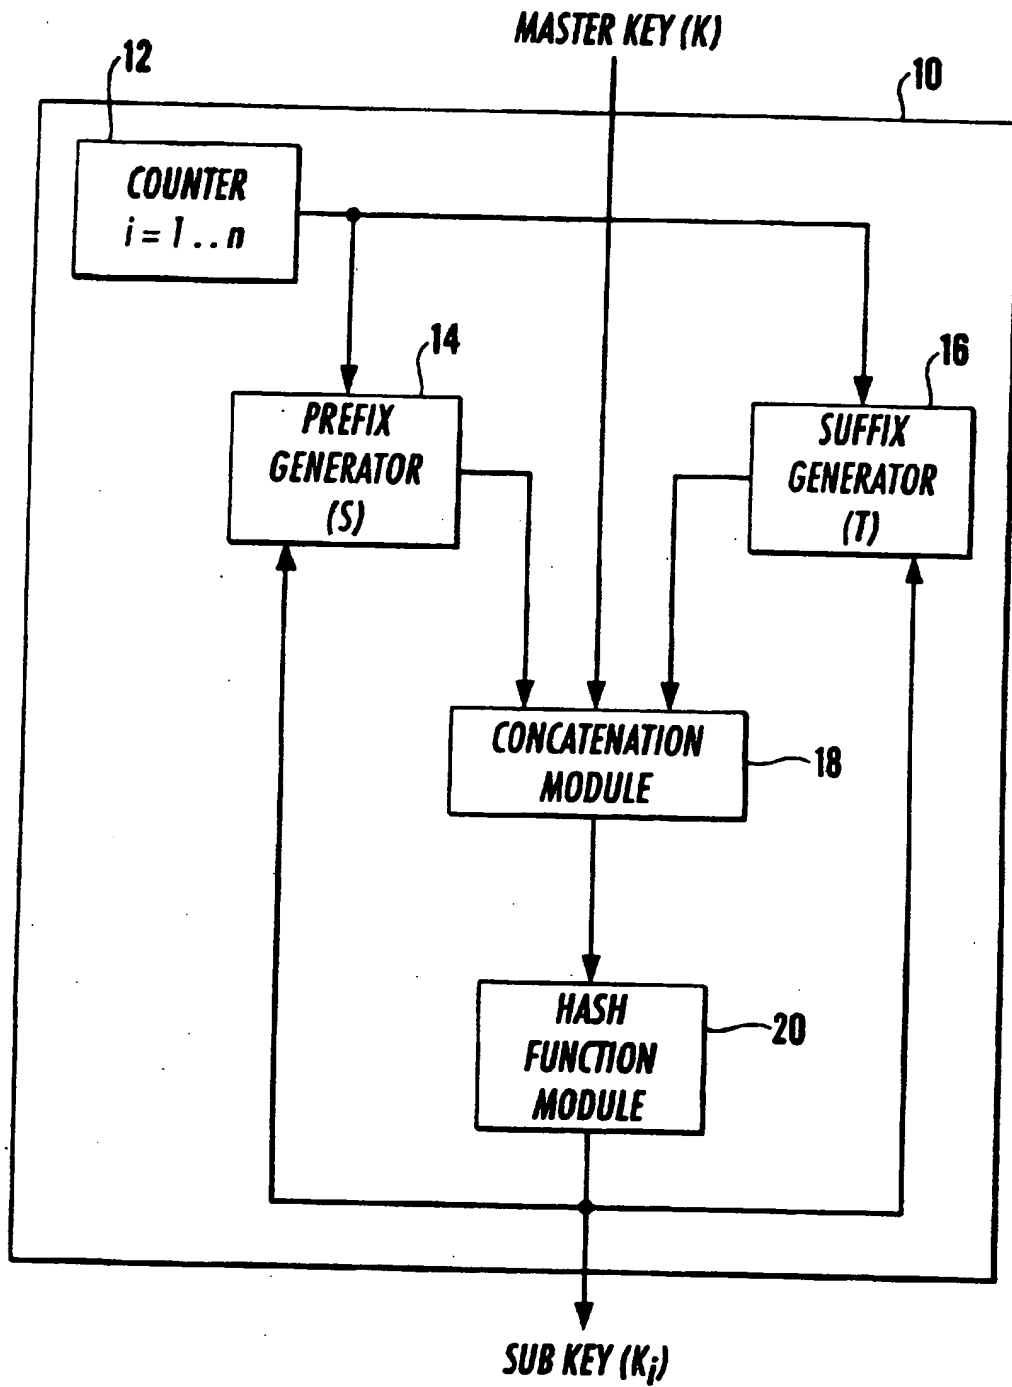 MASTER KEY (K)
12
10
COUNTER
i = 1 . . n
14
16
PREFIX
GENERATOR
(S)
SUFFIX
GENERATOR
(T)
CONCATENATION
MODULE
18
HASH
FUNCTION
MODULE
20
SUB KEY (Ki)